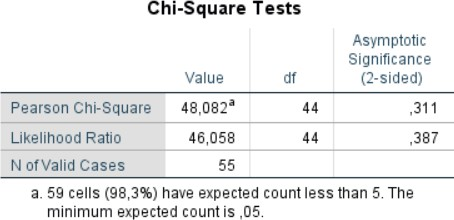 Chi-Square Tests
Asymptotic
Significance
Value df (2-sided)
Pearson Chi-Square 48,082a 44 ,311
Likelihood Ratio 46,058 44 ,387
N of Valid Cases 55
a. 59 cells (98,3%) have expected count less than 5. The
minimum expected count is ,05.